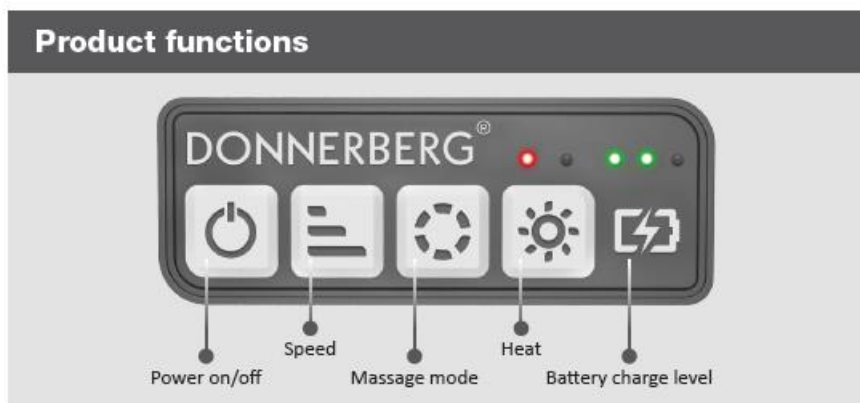 Product functions
DONNERBERG®
Speed
Heat
Power on/off
Massage mode
Battery charge level